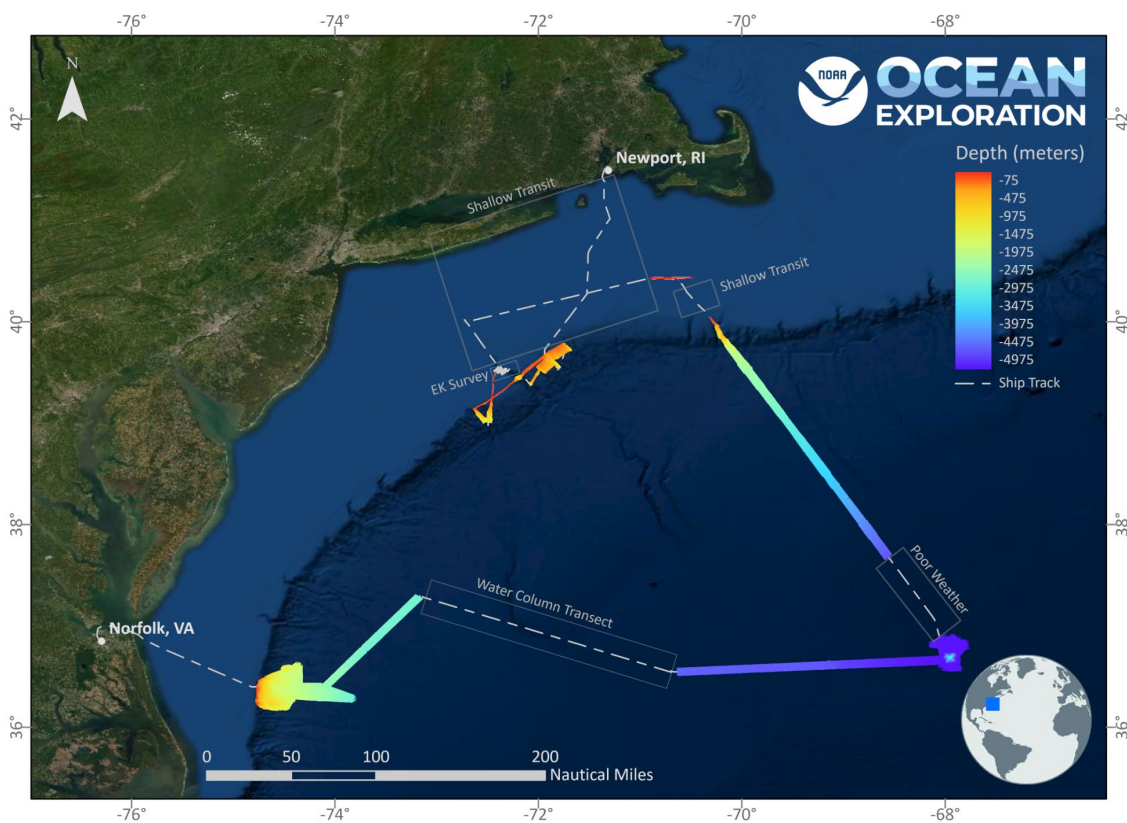 -76°
-74°
-72°
-70°
-68°
N
NOAA
OCEAN
EXPLORATION
42°
42°
Depth (meters)
-75
-475
-975
-1475
-1975
-2475
-2975
-3475
-3975
-4475
-4975
Ship Track
Newport, RI
Shallow Transit
Shallow Transit
40°
40°
EK Survey
38°
38°
Poor Weather
Water Column Transect
Norfolk, VA
36°
36°
0
50
100
200
Nautical Miles
-76°
-74°
-72°
-70°
-68°